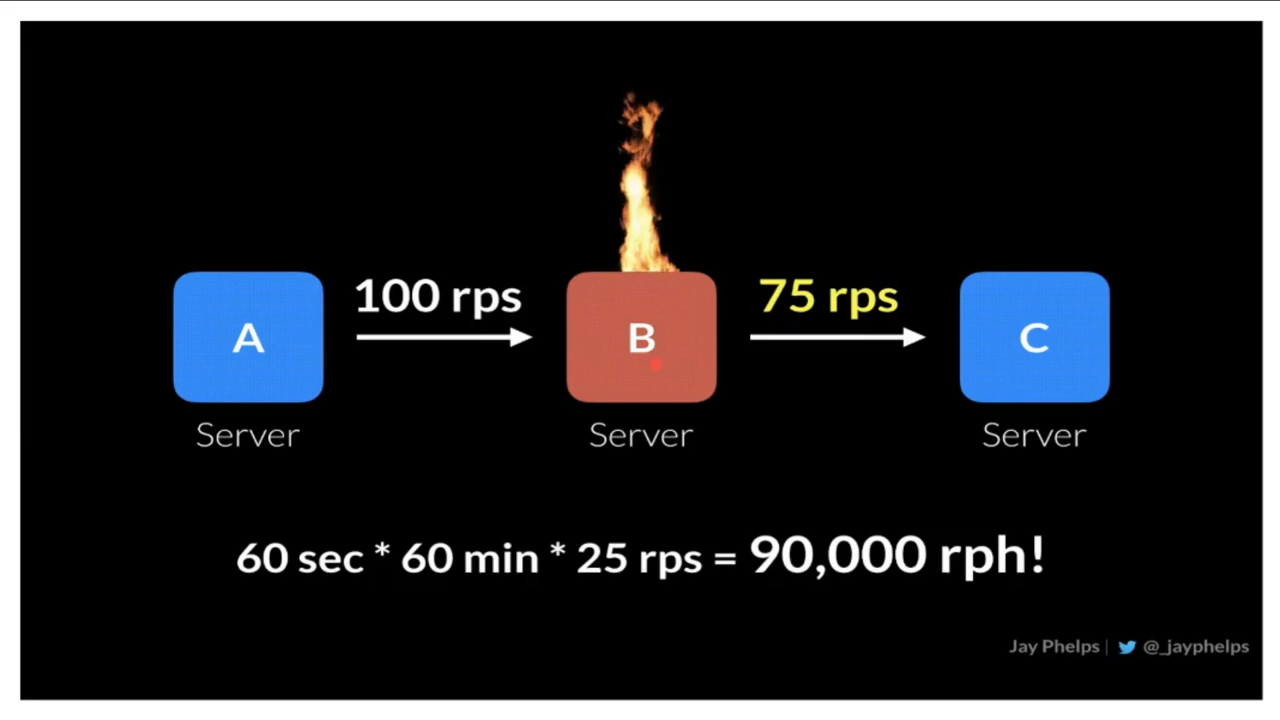 100 rps
75 rps
A
B
C
Server
Server
Server
60 sec * 60 min * 25 rps = 90,000 rph!
Jay Phelps | @_jayphelps